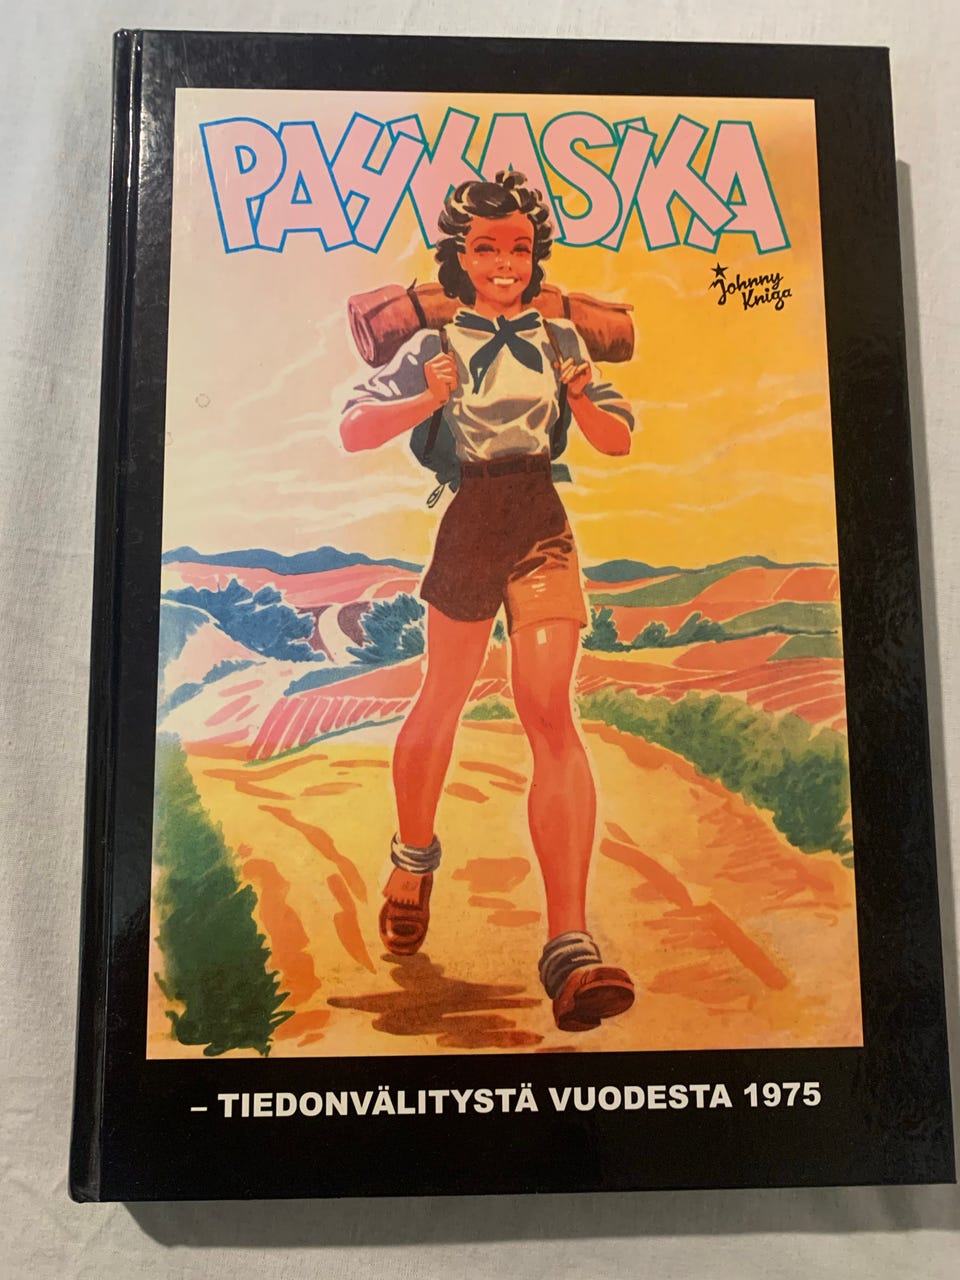 PAHKASIKA
Johnny
Kniga
– TIEDONVÄLITYSTÄ VUODESTA 1975